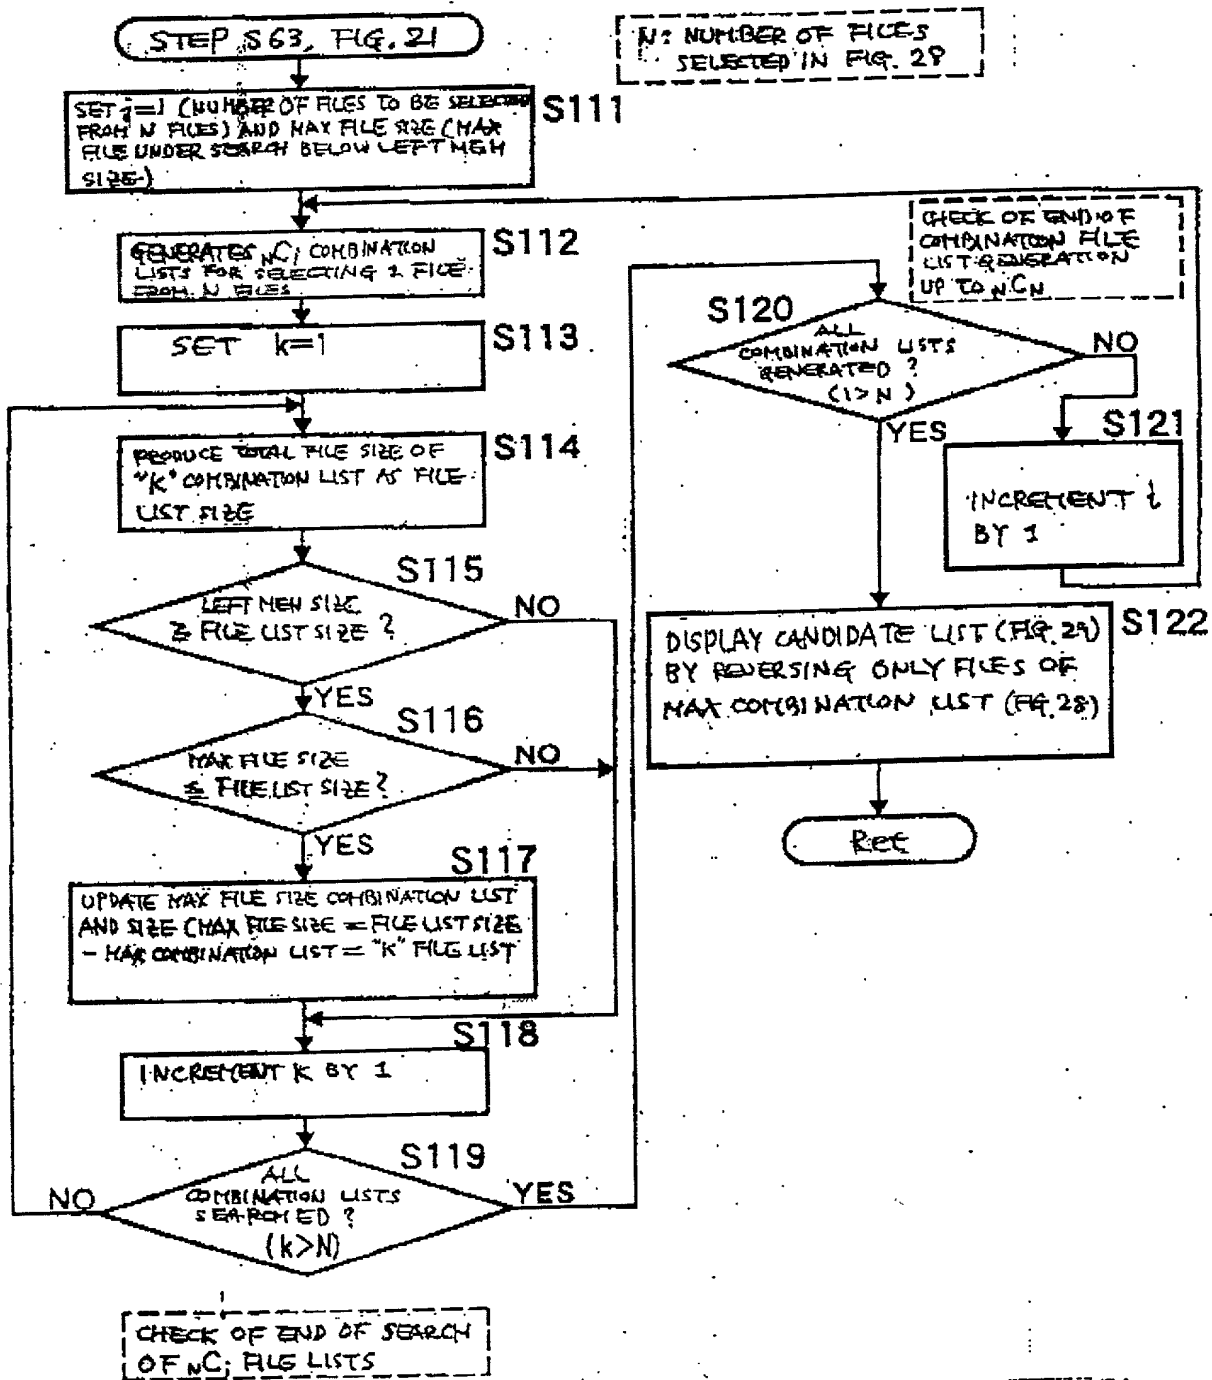 STEP S63, FIG. 21
N: NUMBER OF FILES
SELECTED IN FIG. 28
SET i=1 (NUMBER OF FILES TO BE SELECTED
FROM N FILES) AND MAX FILE SIZE (MAX
FILE UNDER SEARCH BELOW LEFT MEM
SIZE)
S111
GENERATES NCi COMBINATION
LISTS FOR SELECTING 1 FILE
FROM N FILES
S112
SET k=1
S113
PRODUCE TOTAL FILE SIZE OF
"K" COMBINATION LIST AS FILE
LIST SIZE
S114
S115
LEFT MEM SIZE
≧ FILE LIST SIZE ?
NO
YES
S116
MAX FILE SIZE
≦ FILE LIST SIZE ?
NO
YES
S117
UPDATE MAX FILE SIZE COMBINATION LIST
AND SIZE (MAX FILE SIZE = FILE LIST SIZE
- MAX COMBINATION LIST = "K" FILE LIST
S118
INCREMENT K BY 1
S119
ALL
COMBINATION LISTS
SEARCHED ?
(k>N)
NO
YES
CHECK OF END OF SEARCH
OF NCi FILE LISTS
CHECK OF END OF
COMBINATION FILE
LIST GENERATION
UP TO NCN
S120
ALL
COMBINATION LISTS
GENERATED ?
(i>N)
NO
YES
S121
INCREMENT i
BY 1
S122
DISPLAY CANDIDATE LIST (FIG. 29)
BY REVERSING ONLY FILES OF
MAX COMBINATION LIST (FIG. 28)
Ret